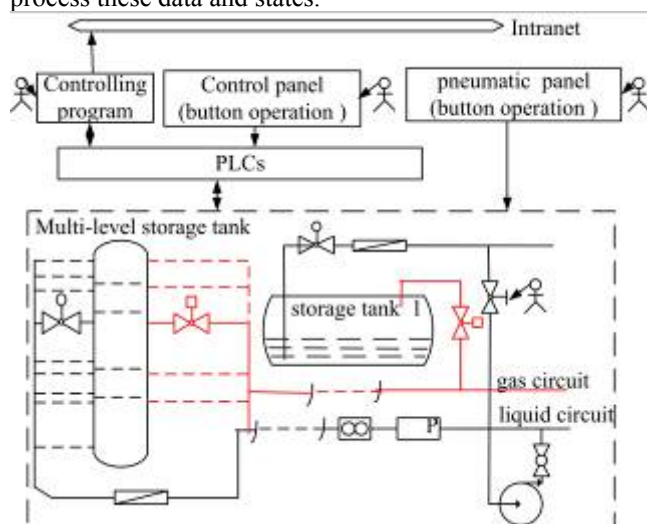 process these data and states.
Intranet
Controlling
program
Control panel
(button operation )
pneumatic panel
(button operation )
PLCs
Multi-level storage tank
storage tank 1
gas circuit
liquid circuit
P